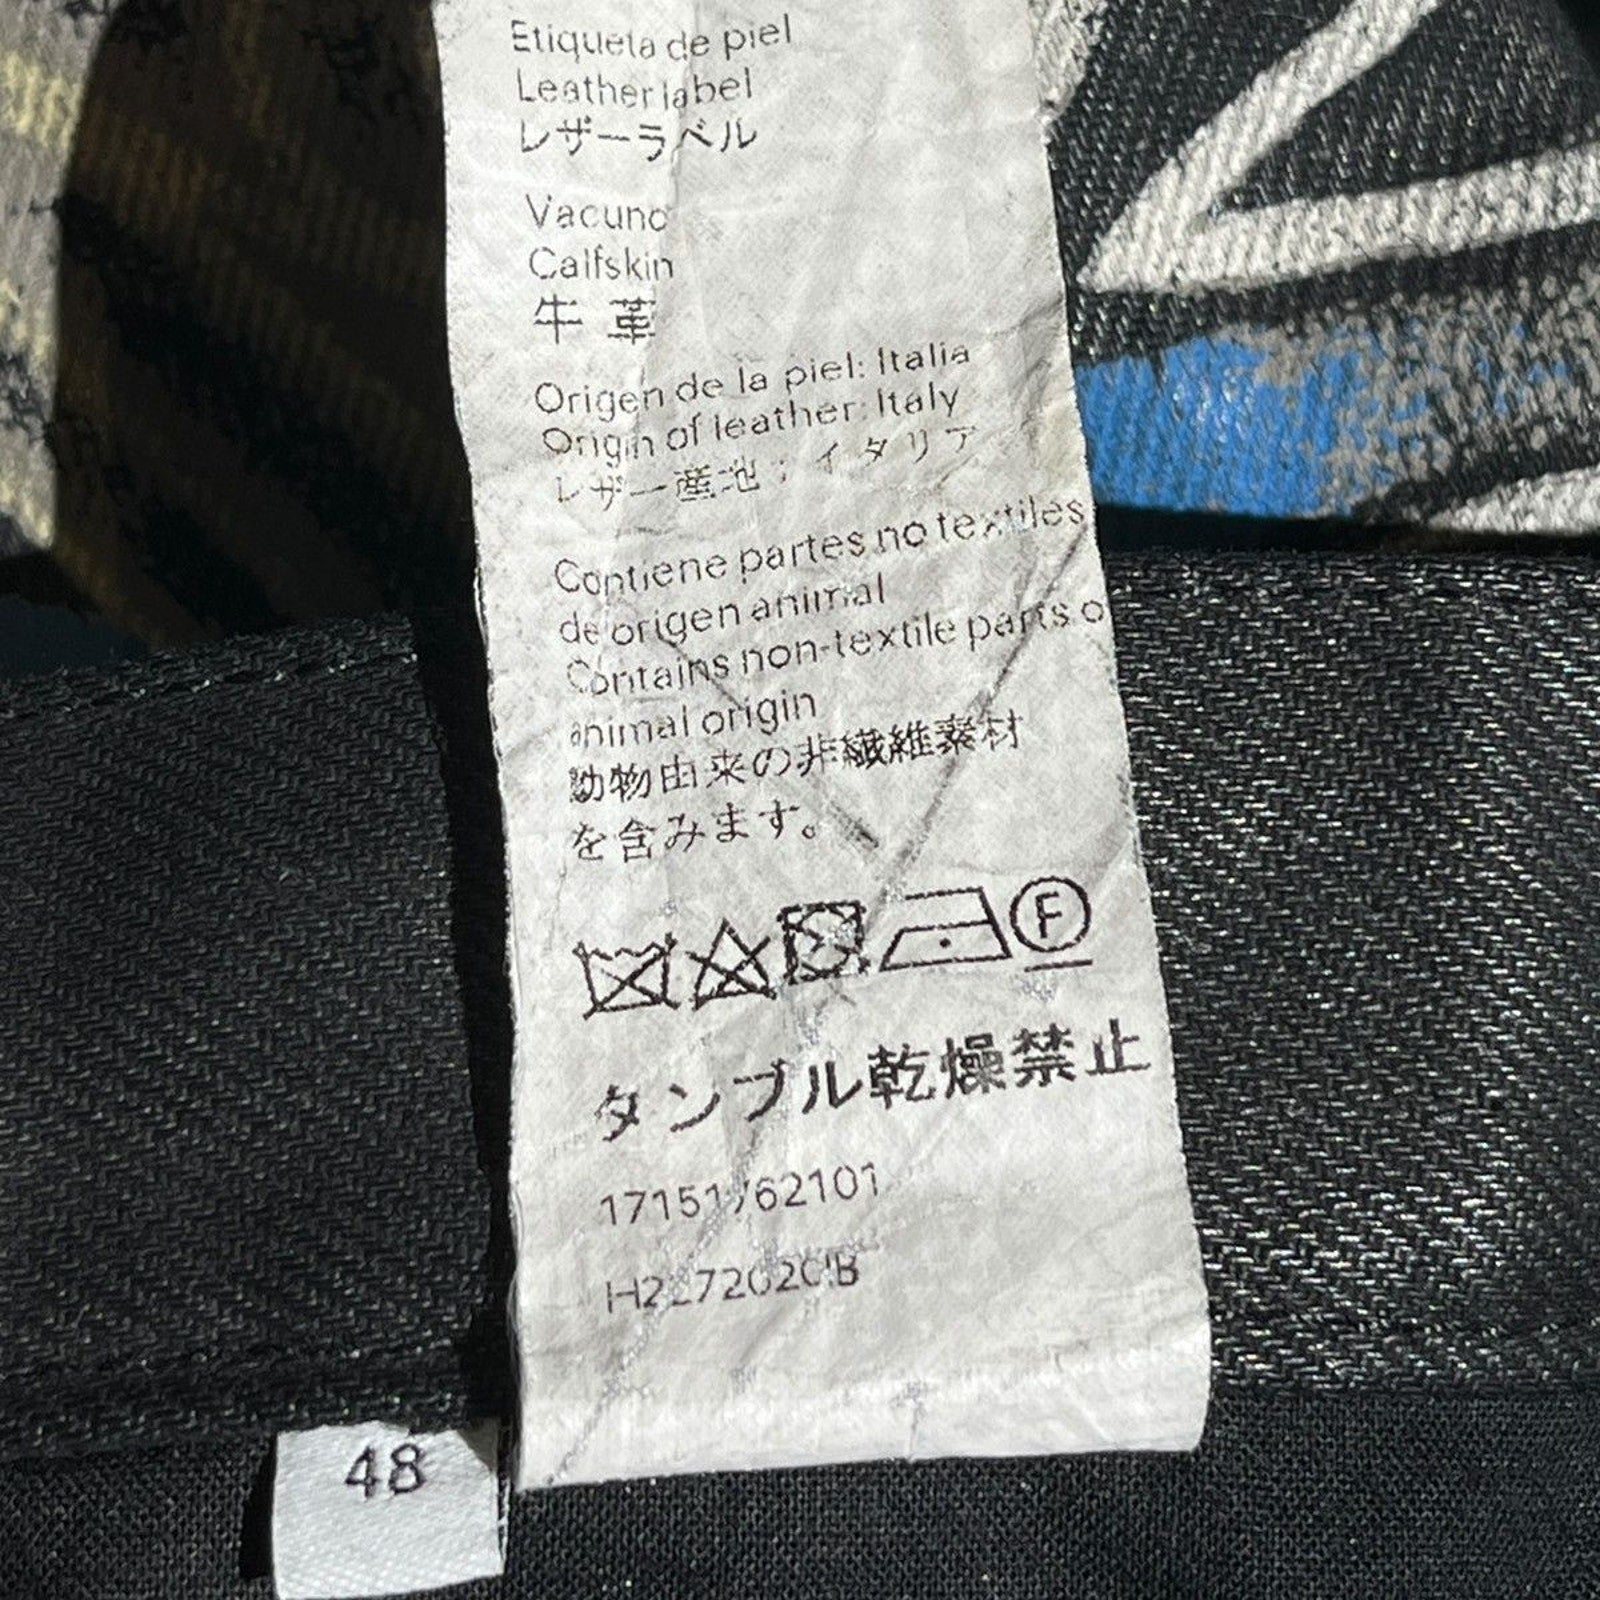 Etiqueta de piel
Leather label
レザーラベル
Vacuno
Calfskin
牛 革
Origen de la piel: Italia
Origin of leather: Italy
レザー産地:イタリア
Contiene partes no textiles
de origen animal
Contains non-textile parts o
animal origin
動物由来の非繊維素材
を含みます。
F
タンブル乾燥禁止
17151/62101
48